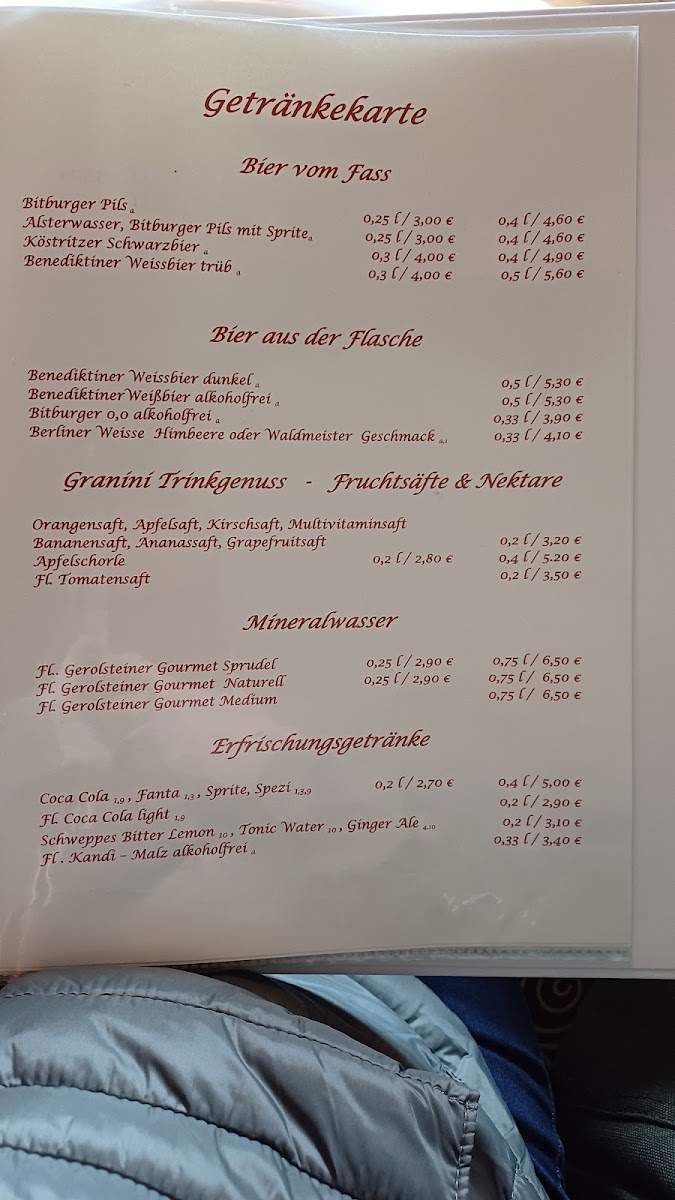 Getränkekarte
Bier vom Fass
Bitburger Pils a 0,25 l / 3,00 € 0,4 l / 4,60 €
Alsterwasser, Bitburger Pils mit Sprite a 0,25 l / 3,00 € 0,4 l / 4,60 €
Köstritzer Schwarzbier a 0,3 l / 4,00 € 0,4 l / 4,90 €
Benediktiner Weissbier trüb a 0,3 l / 4,00 € 0,5 l / 5,60 €
Bier aus der Flasche
Benediktiner Weissbier dunkel a 0,5 l / 5,30 €
Benediktiner Weißbier alkoholfrei a 0,5 l / 5,30 €
Bitburger 0,0 alkoholfrei a 0,33 l / 3,90 €
Berliner Weisse Himbeere oder Waldmeister Geschmack a,1 0,33 l / 4,10 €
Granini Trinkgenuss - Fruchtsäfte & Nektare
Orangensaft, Apfelsaft, Kirschsaft, Multivitaminsaft
Bananensaft, Ananassaft, Grapefruitsaft 0,2 l / 3,20 €
Apfelschorle 0,2 l / 2,80 € 0,4 l / 5.20 €
Fl. Tomatensaft 0,2 l / 3,50 €
Mineralwasser
Fl.. Gerolsteiner Gourmet Sprudel 0,25 l / 2,90 € 0,75 l / 6,50 €
Fl. Gerolsteiner Gourmet Naturell 0,25 l / 2,90 € 0,75 l / 6,50 €
Fl. Gerolsteiner Gourmet Medium 0,75 l / 6,50 €
Erfrischungsgetränke
Coca Cola 1,9 , Fanta 1,3 , Sprite, Spezi 1,3,9 0,2 l / 2,70 € 0,4 l / 5,00 €
Fl. Coca Cola light 1,9 0,2 l / 2,90 €
Schweppes Bitter Lemon 10 , Tonic Water 10 , Ginger Ale 4,10 0,2 l / 3,10 €
Fl . Kandi – Malz alkoholfrei a 0,33 l / 3,40 €